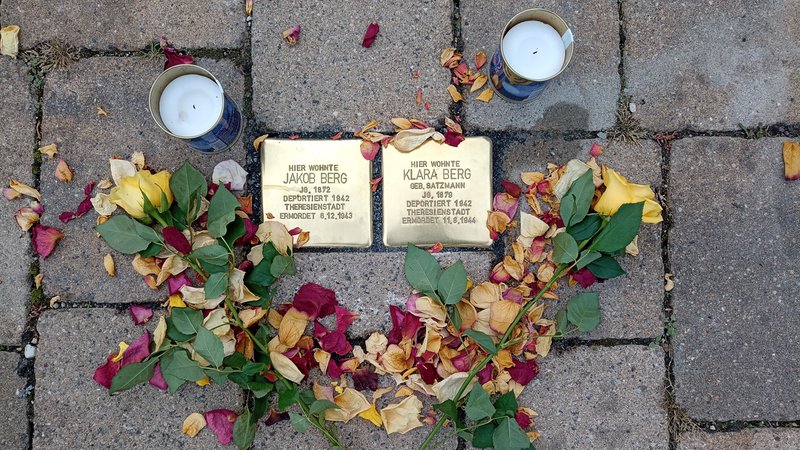 HIER WOHNTE
JAKOB BERG
JG. 1872
DEPORTIERT 1942
THERESIENSTADT
ERMORDET 6.12.1943
HIER WOHNTE
KLARA BERG
GEB. SATZMANN
JG. 1879
DEPORTIERT 1942
THERESIENSTADT
ERMORDET 11.6.1944